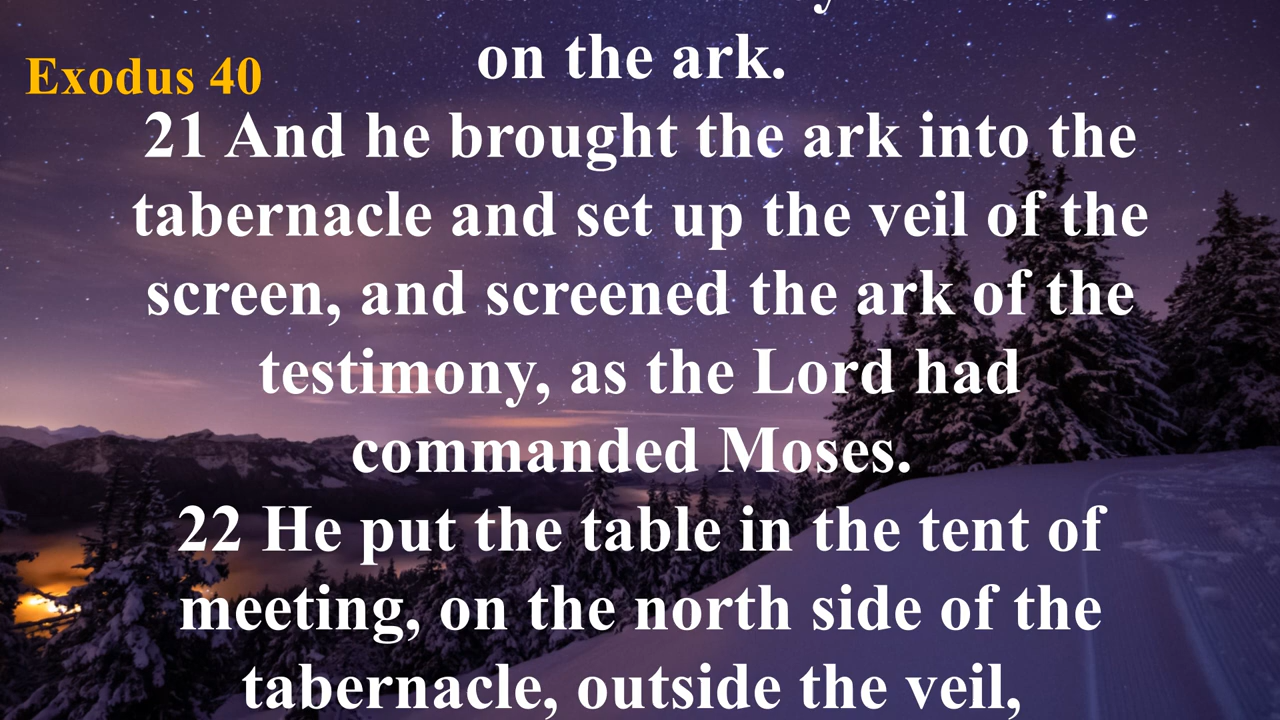 on the ark.
Exodus 40
21 And he brought the ark into the
tabernacle and set up the veil of the
screen, and screened the ark of the
testimony, as the Lord had
commanded Moses.
22 He put the table in the tent of
meeting, on the north side of the
tabernacle, outside the veil,